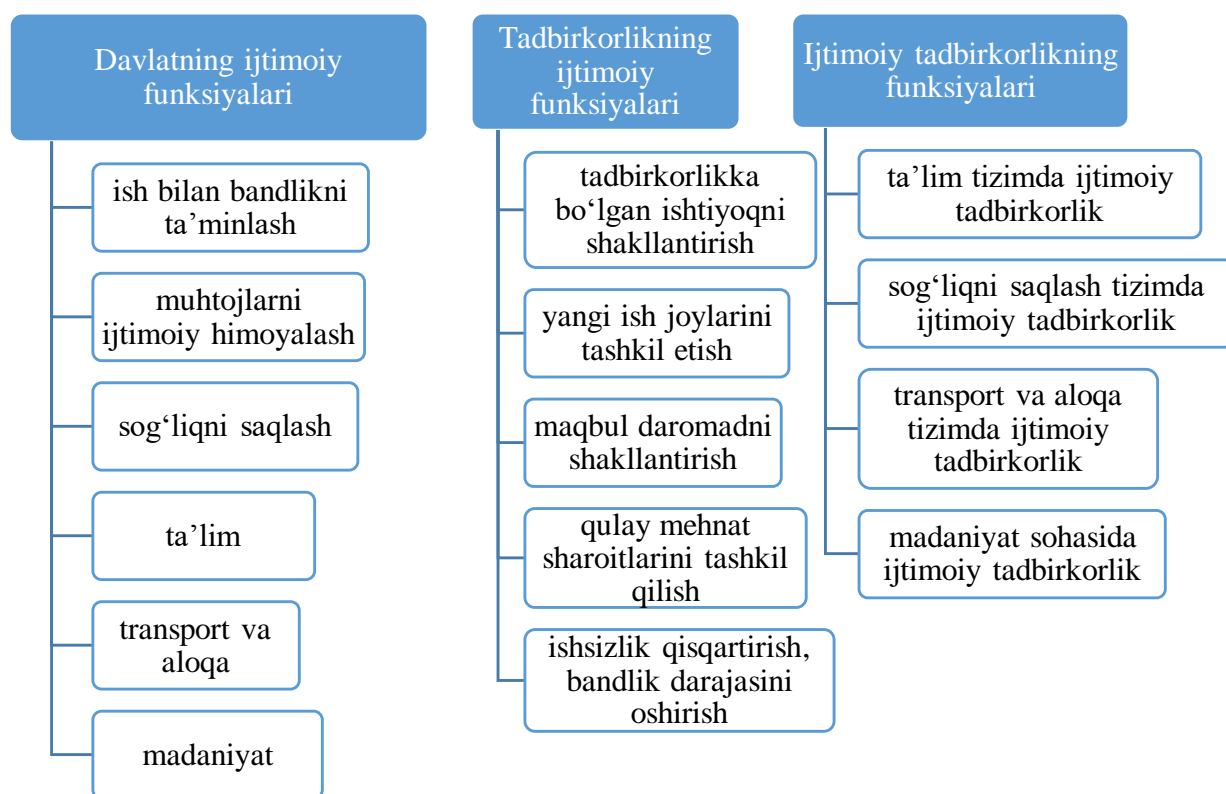 Davlatning ijtimoiy
funksiyalari
ish bilan bandlikni
ta’minlash
muhtojlarni
ijtimoiy himoyalash
sog‘liqni saqlash
ta’lim
transport va
aloqa
madaniyat
Tadbirkorlikning
ijtimoiy
funksiyalari
tadbirkorlikka
bo‘lgan ishtiyoqni
shakllantirish
yangi ish joylarini
tashkil etish
maqbul daromadni
shakllantirish
qulay mehnat
sharoitlarini tashkil
qilish
ishsizlik qisqartirish,
bandlik darajasini
oshirish
Ijtimoiy tadbirkorlikning
funksiyalari
ta’lim tizimda ijtimoiy
tadbirkorlik
sog‘liqni saqlash tizimda
ijtimoiy tadbirkorlik
transport va aloqa
tizimda ijtimoiy
tadbirkorlik
madaniyat sohasida
ijtimoiy tadbirkorlik